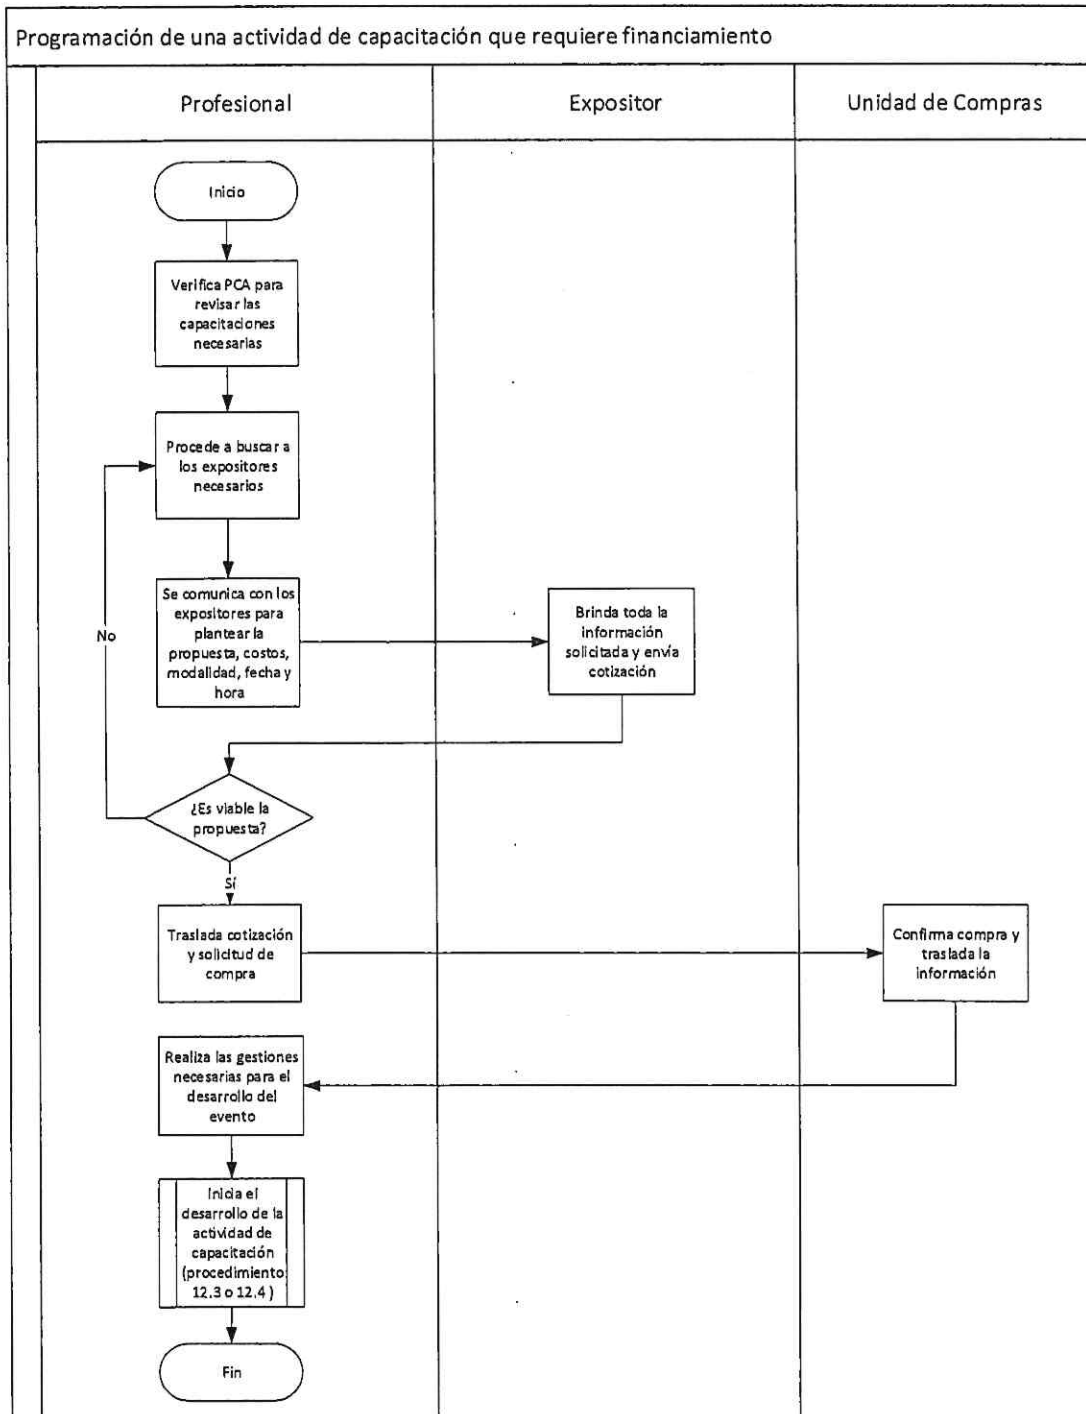 Programación de una actividad de capacitación que requiere financiamiento
Profesional
Expositor
Unidad de Compras
Inicio
Verifica PCA para
revisar las
capacitaciones
necesarias
Procede a buscar a
los expositores
necesarios
Se comunica con los
expositores para
plantear la
propuesta, costos,
modalidad, fecha y
hora
Brinda toda la
información
solicitada y envía
cotización
No
¿Es viable la
propuesta?
Sí
Traslada cotización
y solicitud de
compra
Confirma compra y
traslada la
información
Realiza las gestiones
necesarias para el
desarrollo del
evento
Inicia el
desarrollo de la
actividad de
capacitación
(procedimiento
12.3 o 12.4 )
Fin